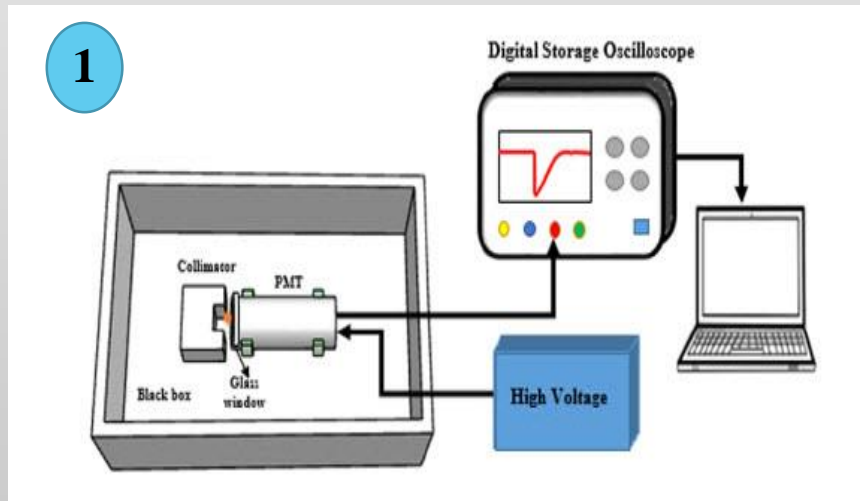 1
Digital Storage Oscilloscope
Collimator
PMT
Glass
window
Black box
High Voltage